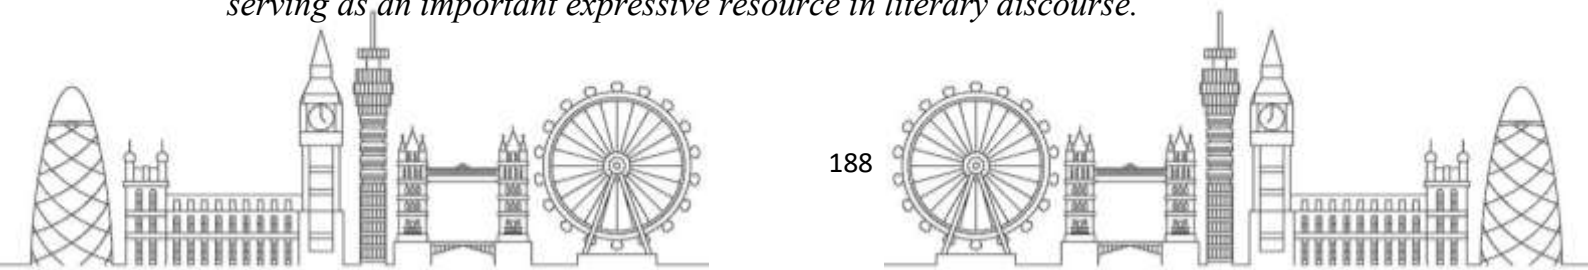 serving as an important expressive resource in literary discourse.
188